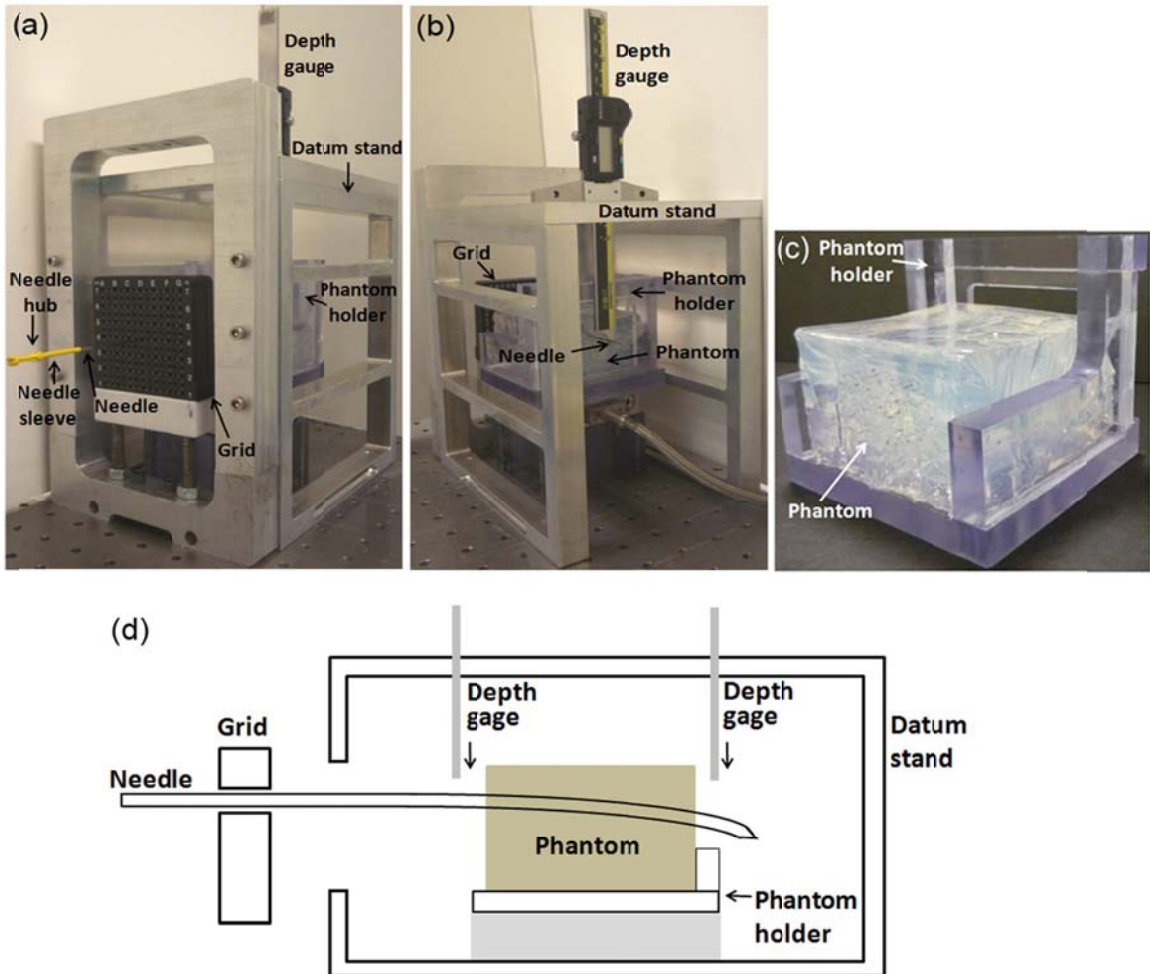 (a)
Depth
gauge
Datum stand
Needle
hub
Phantom
holder
Needle
sleeve
Needle
Grid
(b)
Depth
gauge
Datum stand
Grid
Phantom
holder
Needle
Phantom
(c)
Phantom
holder
Phantom
(d)
Grid
Needle
Depth
gage
Depth
gage
Datum
stand
Phantom
Phantom
holder